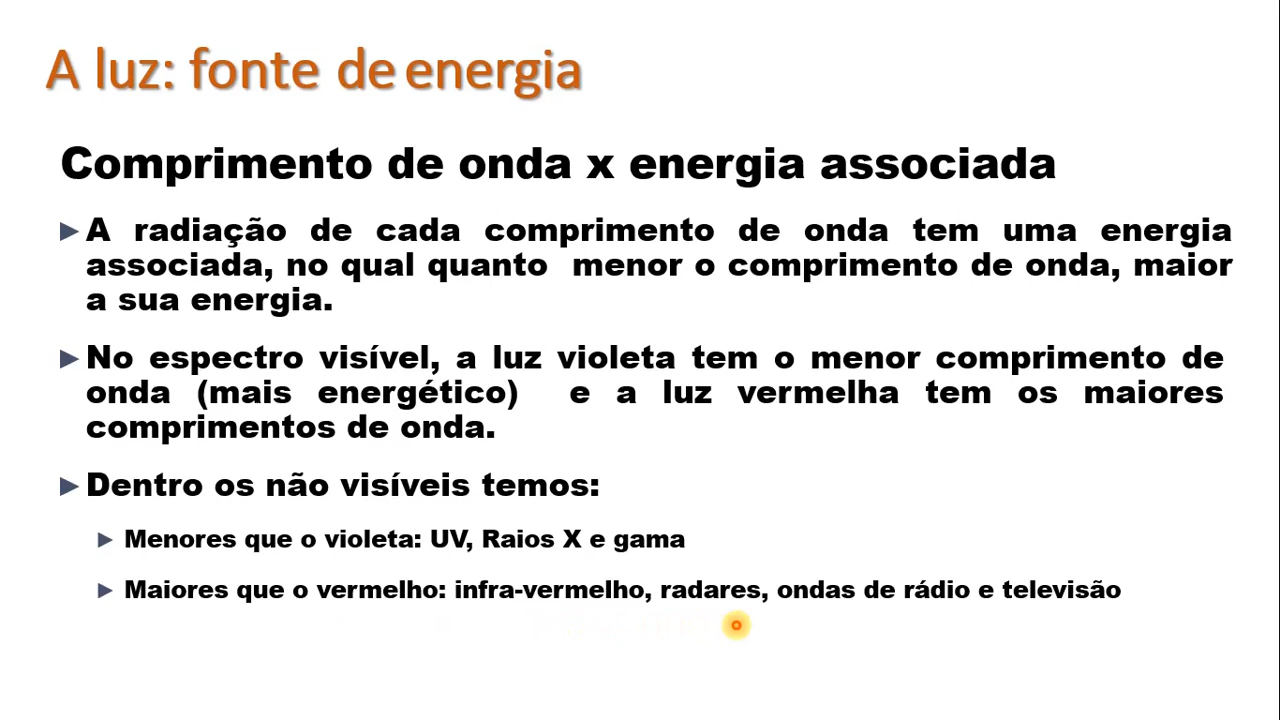 A luz: fonte de energia
Comprimento de onda x energia associada
A radiação de cada comprimento de onda tem uma energia
associada, no qual quanto menor o comprimento de onda, maior
a sua energia.
No espectro visível, a luz violeta tem o menor comprimento de
onda (mais energético) e a luz vermelha tem os maiores
comprimentos de onda.
Dentro os não visíveis temos:
Menores que o violeta: UV, Raios X e gama
Maiores que o vermelho: infra-vermelho, radares, ondas de rádio e televisão